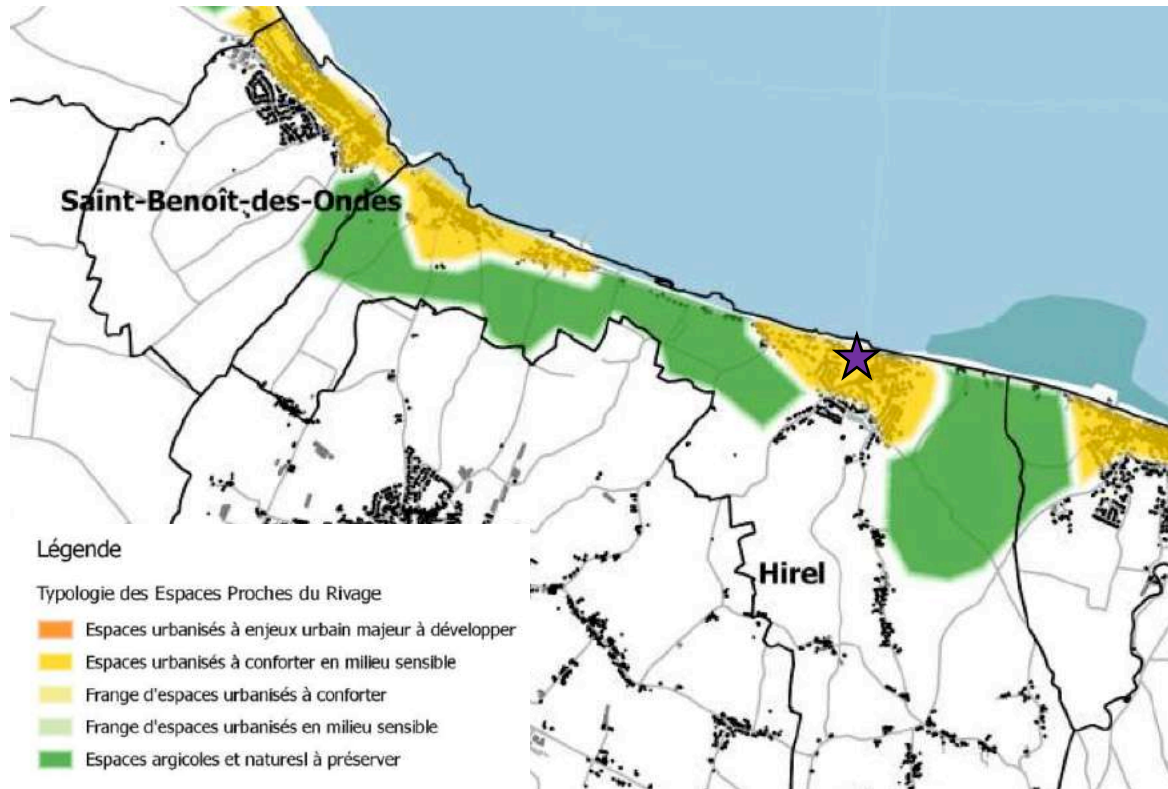 Saint-Benoît-des-Ondes
Hirel
Légende
Typologie des Espaces Proches du Rivage
Espaces urbanisés à enjeux urbain majeur à développer
Espaces urbanisés à conforter en milieu sensible
Frange d'espaces urbanisés à conforter
Frange d'espaces urbanisés en milieu sensible
Espaces argicoles et naturesl à préserver